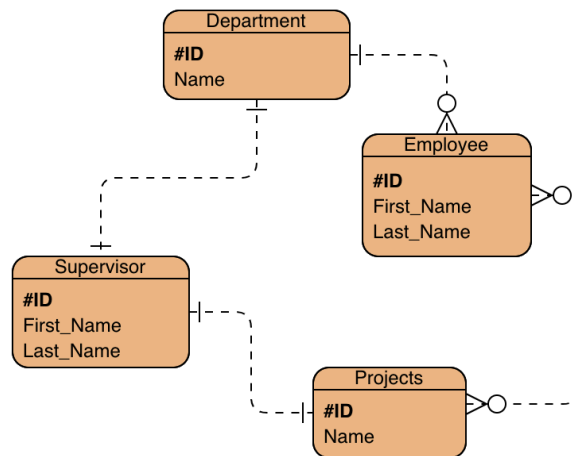 Department
#ID
Name
Employee
#ID
First_Name
Last_Name
Supervisor
#ID
First_Name
Last_Name
Projects
#ID
Name